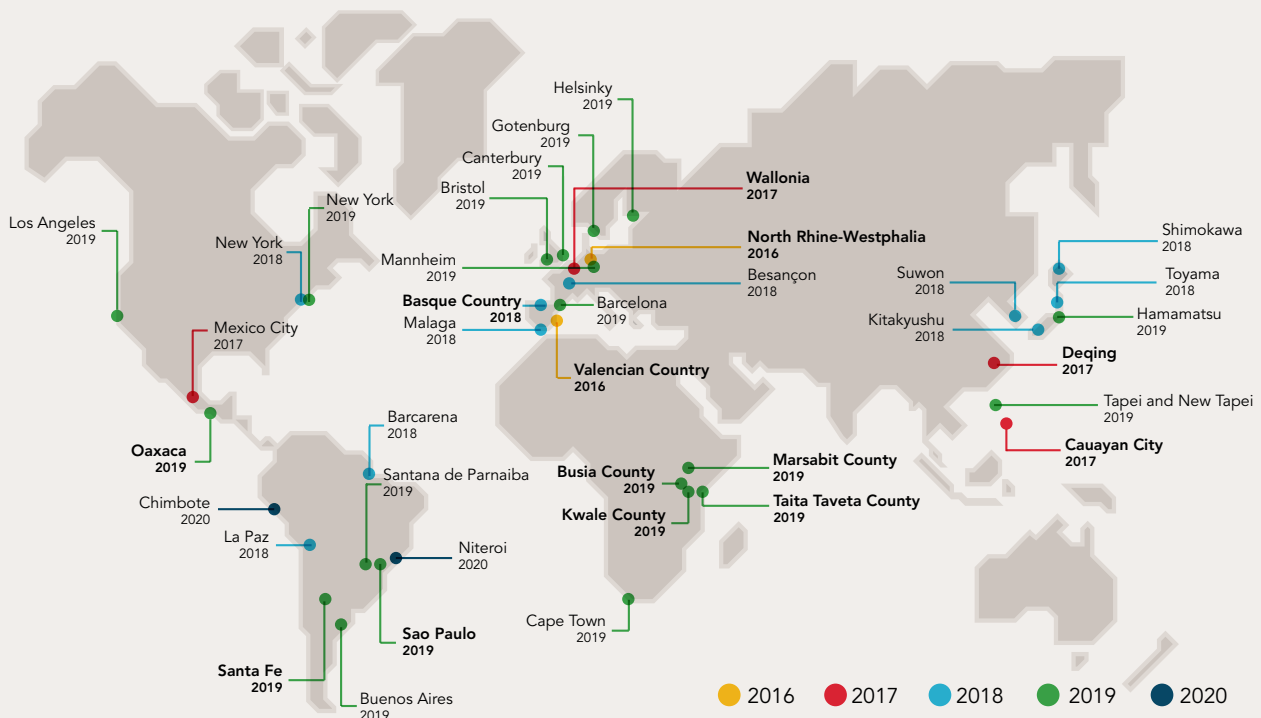 Helsinky
2019
Gotenburg
2019
Canterbury
2019
Bristol
2019
Wallonia
2017
New York
2019
Los Angeles
2019
New York
2018
North Rhine-Westphalia
2016
Mannheim
2019
Besançon
2018
Shimokawa
2018
Suwon
2018
Toyama
2018
Basque Country
2018
Barcelona
2019
Hamamatsu
2019
Malaga
2018
Kitakyushu
2018
Mexico City
2017
Deqing
2017
Valencian Country
2016
Tapei and New Tapei
2019
Barcarena
2018
Cauayan City
2017
Oaxaca
2019
Santana de Parnaiba
2019
Busia County
2019
Marsabit County
2019
Chimbote
2020
Taita Taveta County
2019
Kwale County
2019
La Paz
2018
Niteroi
2020
Cape Town
2019
Sao Paulo
2019
Santa Fe
2019
Buenos Aires
2019
2016
2017
2018
2019
2020